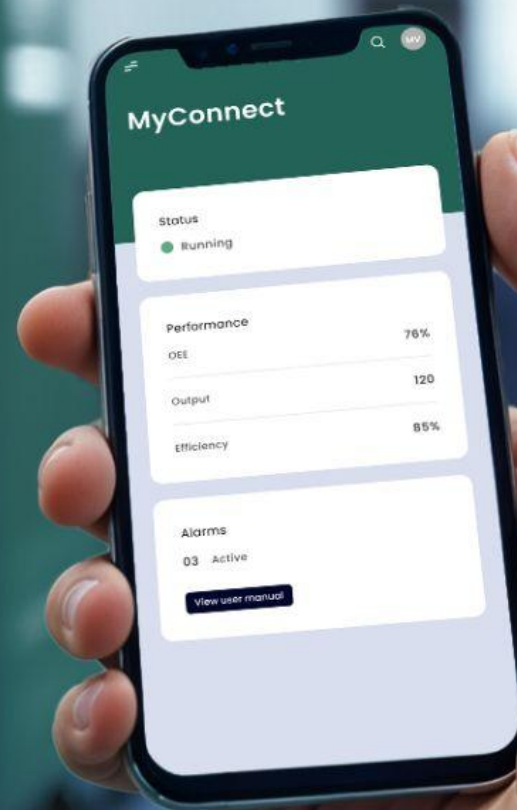 MV
MyConnect
Status
Running
Performance
OEE 76%
Output 120
Efficiency 85%
Alarms
03 Active
View user manual